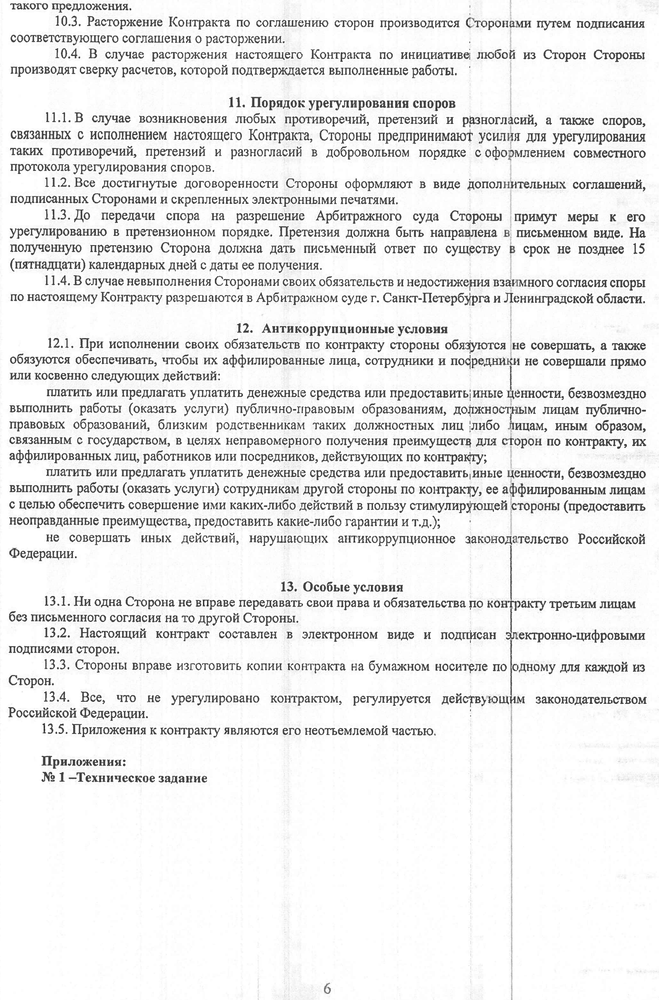 такого предложения.
10.3. Расторжение Контракта по соглашению сторон производится Сторонами путем подписания
соответствующего соглашения о расторжении.
10.4. В случае расторжения настоящего Контракта по инициативе любой из Сторон Стороны
производят сверку расчетов, которой подтверждается выполненные работы.
11. Порядок урегулирования споров
11.1. В случае возникновения любых противоречий, претензий и разногласий, а также споров,
связанных с исполнением настоящего Контракта, Стороны предпринимают усилия для урегулирования
таких противоречий, претензий и разногласий в добровольном порядке с оформлением совместного
протокола урегулирования споров.
11.2. Все достигнутые договоренности Стороны оформляют в виде дополнительных соглашений,
подписанных Сторонами и скрепленных электронными печатями.
11.3. До передачи спора на разрешение Арбитражного суда Стороны примут меры к его
урегулированию в претензионном порядке. Претензия должна быть направлена в письменном виде. На
полученную претензию Сторона должна дать письменный ответ по существу в срок не позднее 15
(пятнадцати) календарных дней с даты ее получения.
11.4. В случае невыполнения Сторонами своих обязательств и недостижения взаимного согласия споры
по настоящему Контракту разрешаются в Арбитражном суде г. Санкт-Петербурга и Ленинградской области.
12. Антикоррупционные условия
12.1. При исполнении своих обязательств по контракту стороны обязуются не совершать, а также
обязуются обеспечивать, чтобы их аффилированные лица, сотрудники и посредники не совершали прямо
или косвенно следующих действий:
платить или предлагать уплатить денежные средства или предоставить иные ценности, безвозмездно
выполнить работы (оказать услуги) публично-правовым образованиям, должностным лицам публично-
правовых образований, близким родственникам таких должностных лиц либо лицам, иным образом,
связанным с государством, в целях неправомерного получения преимуществ для сторон по контракту, их
аффилированных лиц, работников или посредников, действующих по контракту;
платить или предлагать уплатить денежные средства или предоставить иные ценности, безвозмездно
выполнить работы (оказать услуги) сотрудникам другой стороны по контракту, ее аффилированным лицам
с целью обеспечить совершение ими каких-либо действий в пользу стимулирующей стороны (предоставить
неоправданные преимущества, предоставить какие-либо гарантии и т.д.);
не совершать иных действий, нарушающих антикоррупционное законодательство Российской
Федерации.
13. Особые условия
13.1. Ни одна Сторона не вправе передавать свои права и обязательства по контракту третьим лицам
без письменного согласия на то другой Стороны.
13.2. Настоящий контракт составлен в электронном виде и подписан электронно-цифровыми
подписями сторон.
13.3. Стороны вправе изготовить копии контракта на бумажном носителе по одному для каждой из
Сторон.
13.4. Все, что не урегулировано контрактом, регулируется действующим законодательством
Российской Федерации.
13.5. Приложения к контракту являются его неотъемлемой частью.
Приложения:
№ 1 –Техническое задание
6